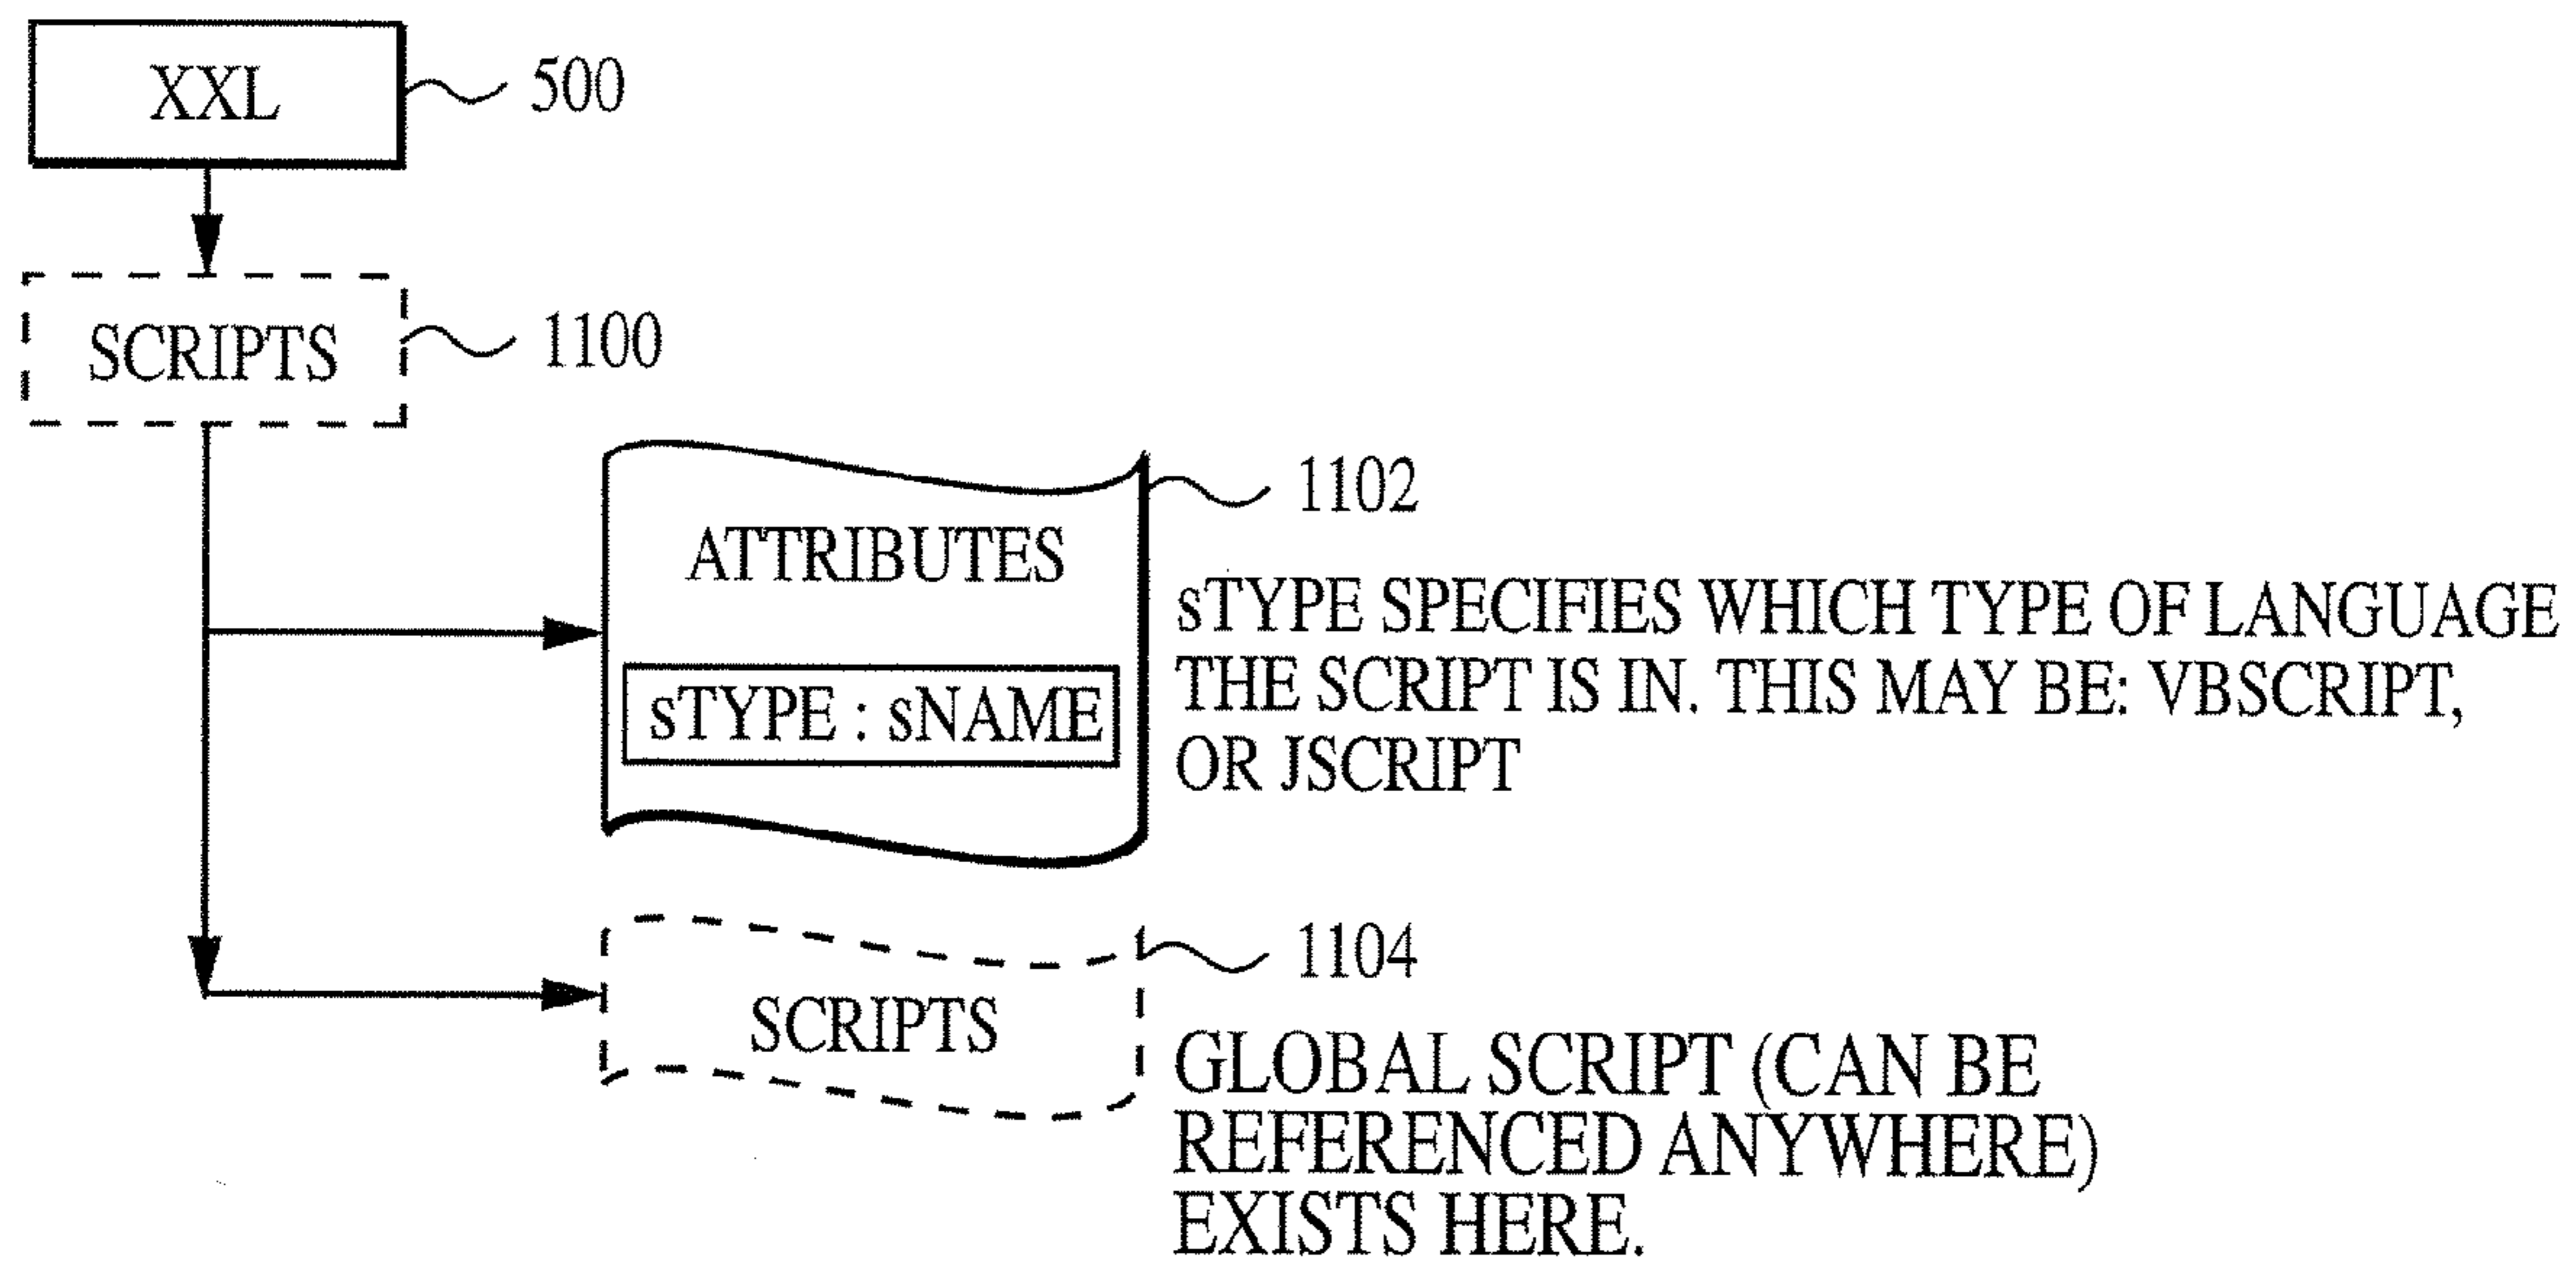 XXL
500
SCRIPTS
1100
1102
ATTRIBUTES
sTYPE : sNAME
sTYPE SPECIFIES WHICH TYPE OF LANGUAGE
THE SCRIPT IS IN. THIS MAY BE: VBSCRIPT,
OR JSCRIPT
1104
SCRIPTS
GLOBAL SCRIPT (CAN BE
REFERENCED ANYWHERE)
EXISTS HERE.